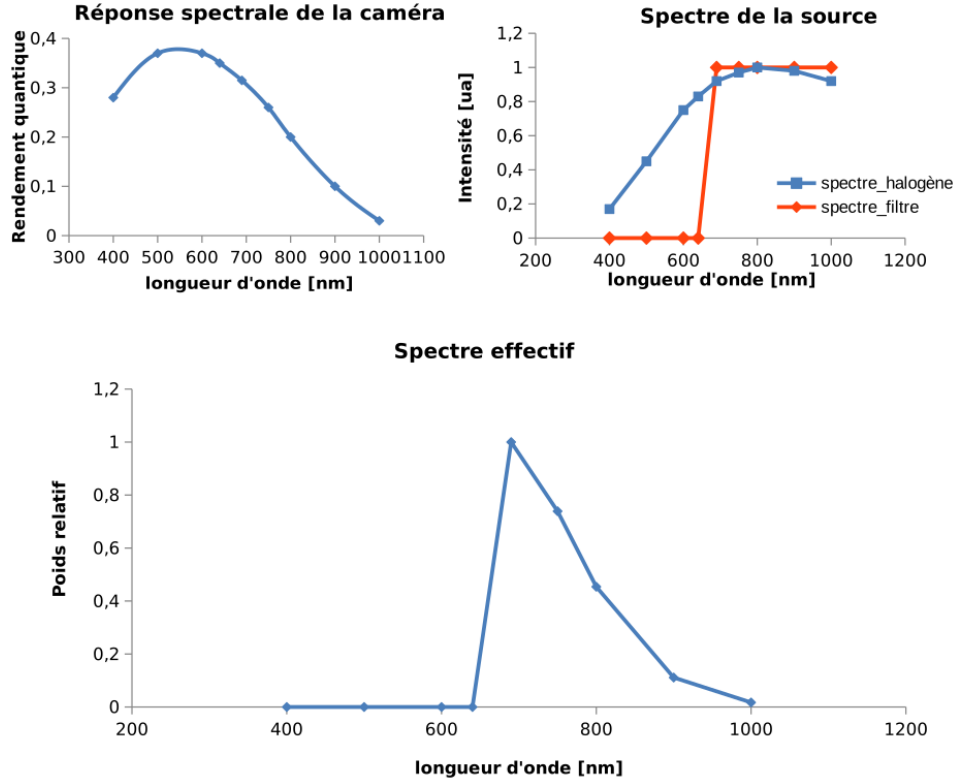 Réponse spectrale de la caméra
Rendement quantique
0,4
0,3
0,2
0,1
0
300 400 500 600 700 800 900 1000 1100
longueur d'onde [nm]
Spectre de la source
Intensité [ua]
1,2
1
0,8
0,6
0,4
0,2
0
spectre_halogène
spectre_filtre
200 400 600 800 1000 1200
longueur d'onde [nm]
Spectre effectif
Poids relatif
1,2
1
0,8
0,6
0,4
0,2
0
200 400 600 800 1000 1200
longueur d'onde [nm]